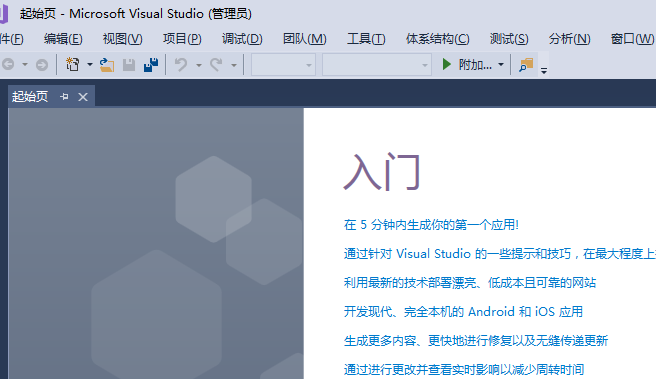 起始页 - Microsoft Visual Studio (管理员)
件(F) 编辑(E) 视图(V) 项目(P) 调试(D) 团队(M) 工具(T) 体系结构(C) 测试(S) 分析(N) 窗口(W)
附加...
起始页
入门
在 5 分钟内生成你的第一个应用!
通过针对 Visual Studio 的一些提示和技巧，在最大程度上
利用最新的技术部署漂亮、低成本且可靠的网站
开发现代、完全本机的 Android 和 iOS 应用
生成更多内容、更快地进行修复以及无缝传递更新
通过进行更改并查看实时影响以减少周转时间